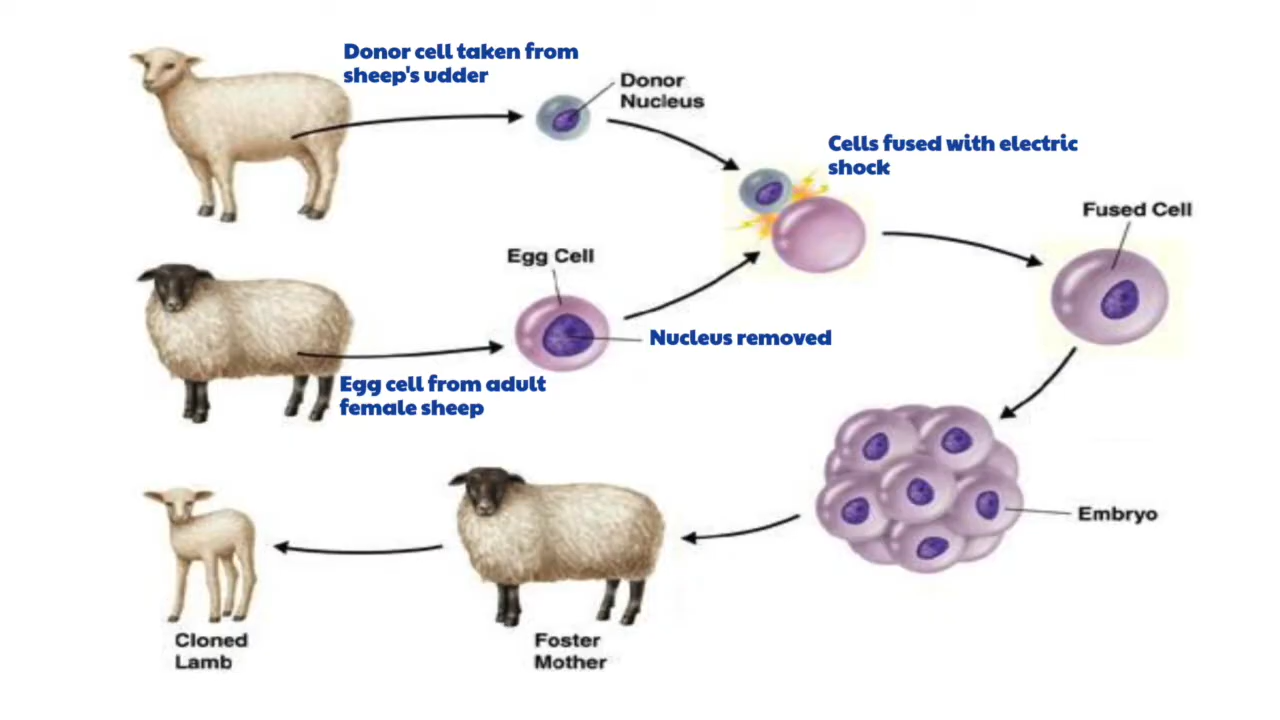 Donor cell taken from
sheep's udder
Donor
Nucleus
Cells fused with electric
shock
Fused Cell
Egg Cell
Nucleus removed
Egg cell from adult
female sheep
Embryo
Foster
Mother
Cloned
Lamb